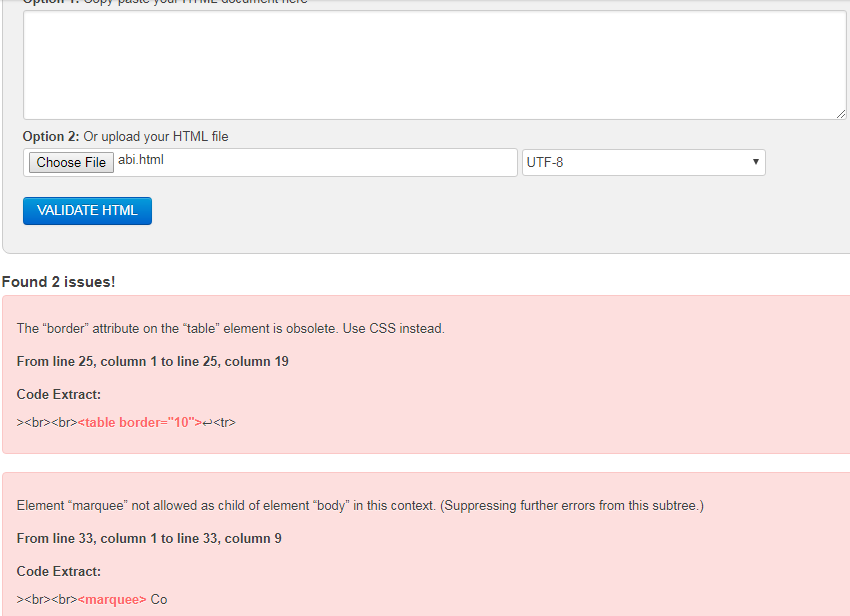 Option 1: Copy-paste your HTML document here
Option 2: Or upload your HTML file
Choose File abi.html UTF-8
VALIDATE HTML
Found 2 issues!
The “border” attribute on the “table” element is obsolete. Use CSS instead.
From line 25, column 1 to line 25, column 19
Code Extract:
><br><br><table border="10">↩<tr>
Element “marquee” not allowed as child of element “body” in this context. (Suppressing further errors from this subtree.)
From line 33, column 1 to line 33, column 9
Code Extract:
><br><br><marquee> Co